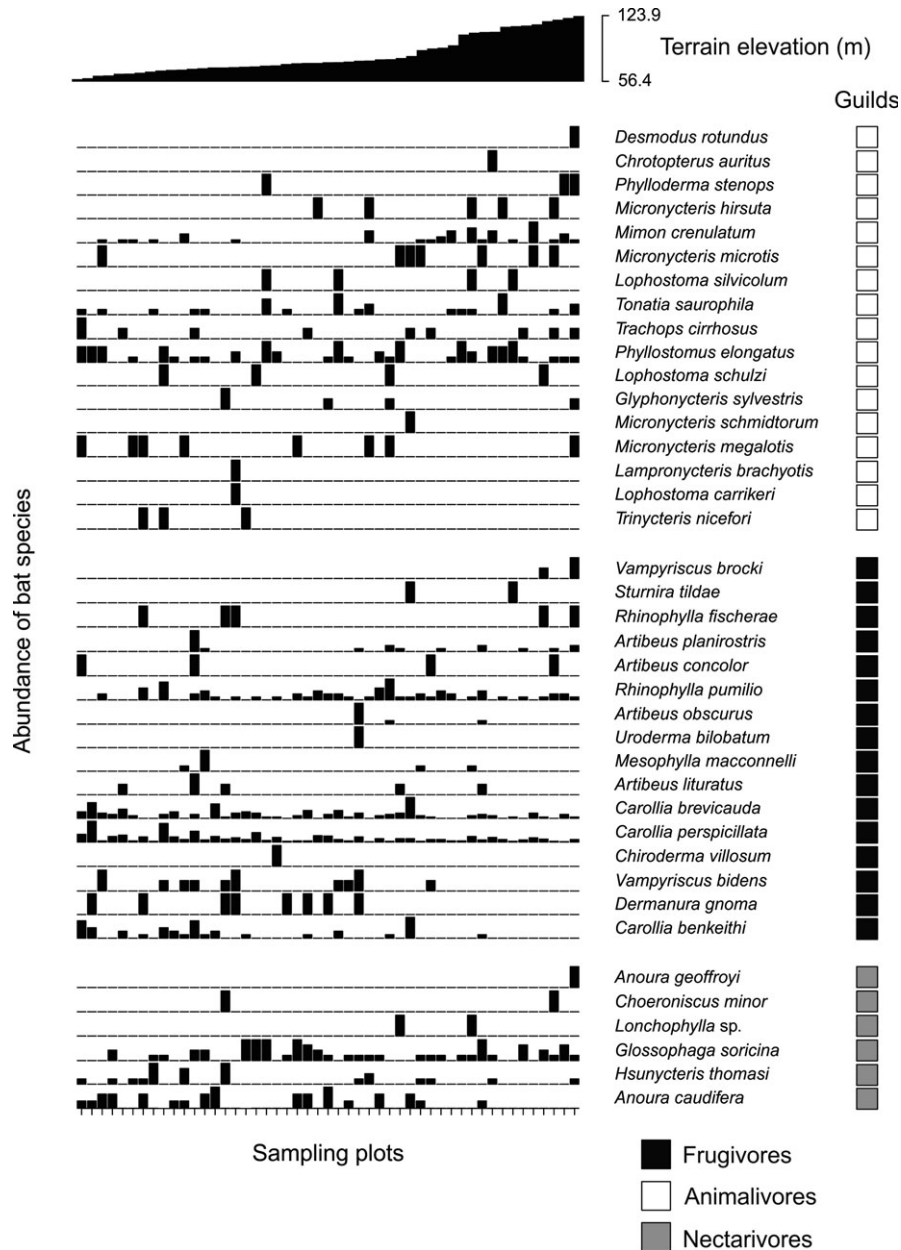 123.9
Terrain elevation (m)
56.4
Guilds
Desmodus rotundus
Chrotopterus auritus
Phylloderma stenops
Micronycteris hirsuta
Mimon crenulatum
Micronycteris microtis
Lophostoma silvicolum
Tonatia saurophila
Trachops cirrhosus
Phyllostomus elongatus
Lophostoma schulzi
Glyphonycteris sylvestris
Micronycteris schmidtorum
Micronycteris megalotis
Lampronycteris brachyotis
Lophostoma carrikeri
Trinycteris nicefori
Abundance of bat species
Vampyriscus brocki
Sturnira tildae
Rhinophylla fischerae
Artibeus planirostris
Artibeus concolor
Rhinophylla pumilio
Artibeus obscurus
Uroderma bilobatum
Mesophylla macconnelli
Artibeus lituratus
Carollia brevicauda
Carollia perspicillata
Chiroderma villosum
Vampyriscus bidens
Dermanura gnoma
Carollia benkeithi
Anoura geoffroyi
Choeroniscus minor
Lonchophylla sp.
Glossophaga soricina
Hsunycteris thomasi
Anoura caudifera
Sampling plots
Frugivores
Animalivores
Nectarivores